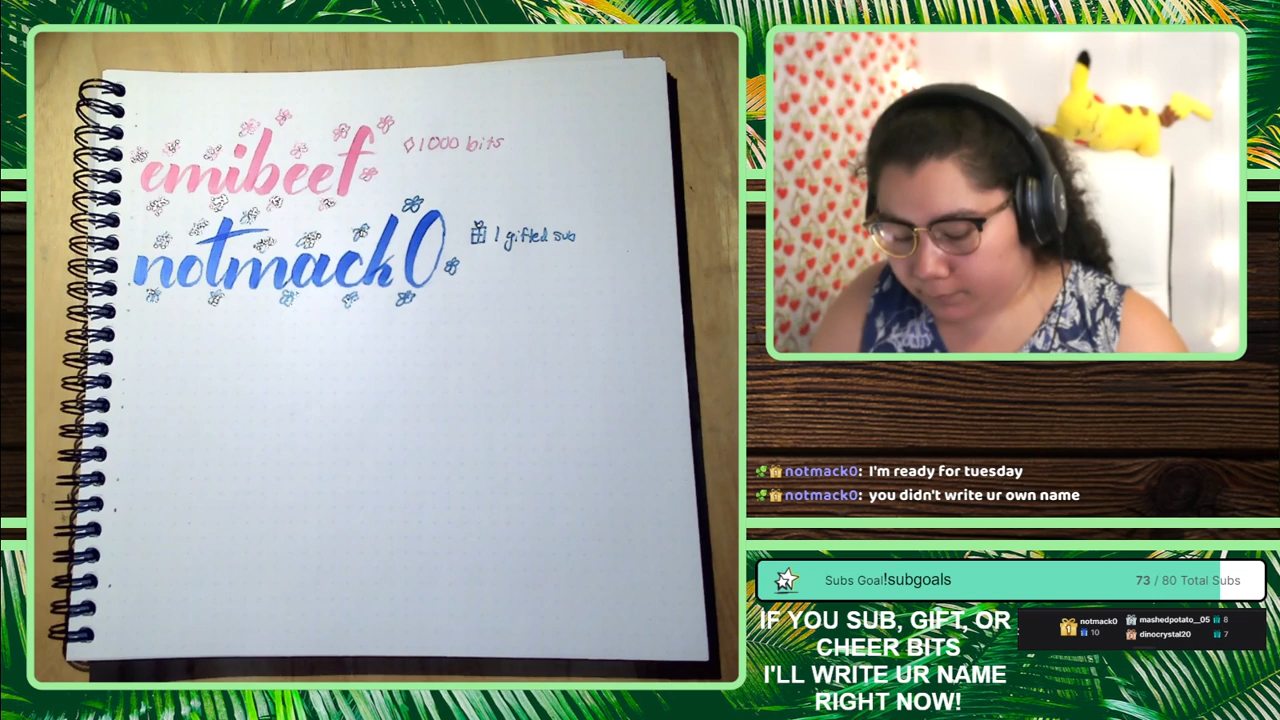 emibeef ◊1000 bits
notmack0 1 gifted sub
notmack0: I'm ready for tuesday
notmack0: you didn't write ur own name
Subs Goal !subgoals 73 / 80 Total Subs
IF YOU SUB, GIFT, OR
CHEER BITS
I'LL WRITE UR NAME
RIGHT NOW!
1 notmack0 10
mashedpotato_05 8
dinocrystal20 7